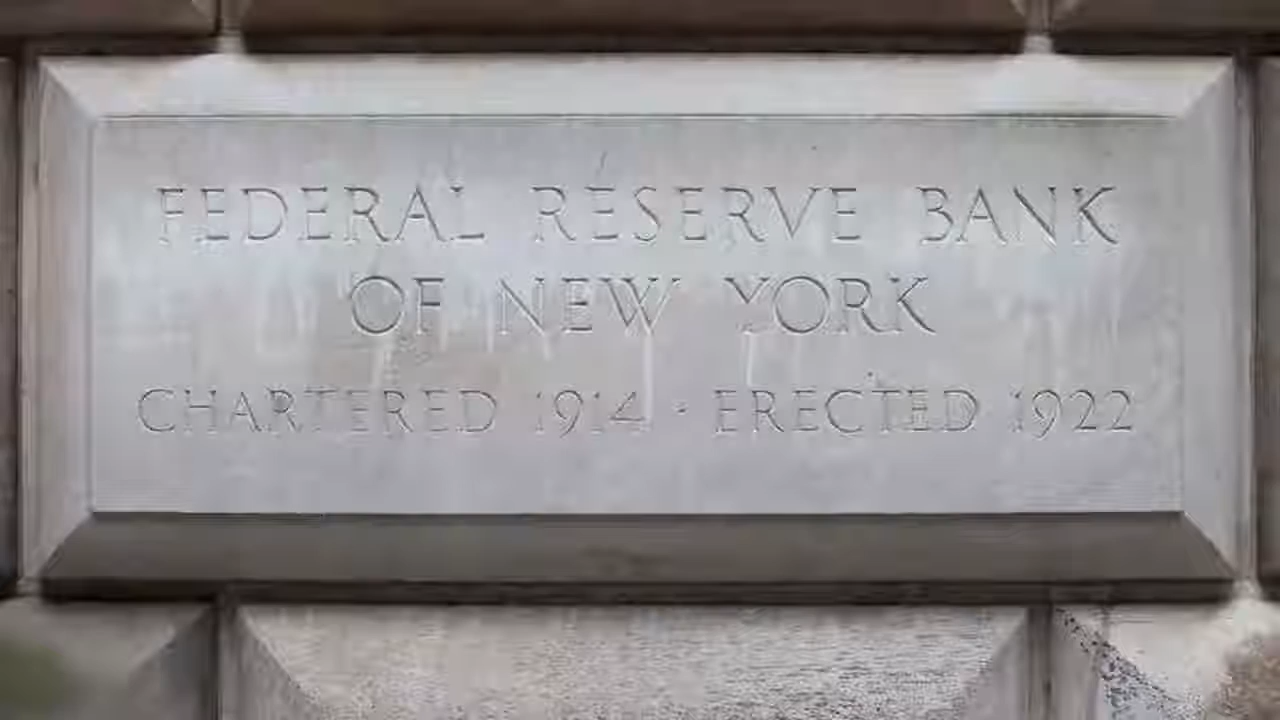 FEDERAL RESERVE BANK
OF NEW YORK
CHARTERED 1914 · ERECTED 1922